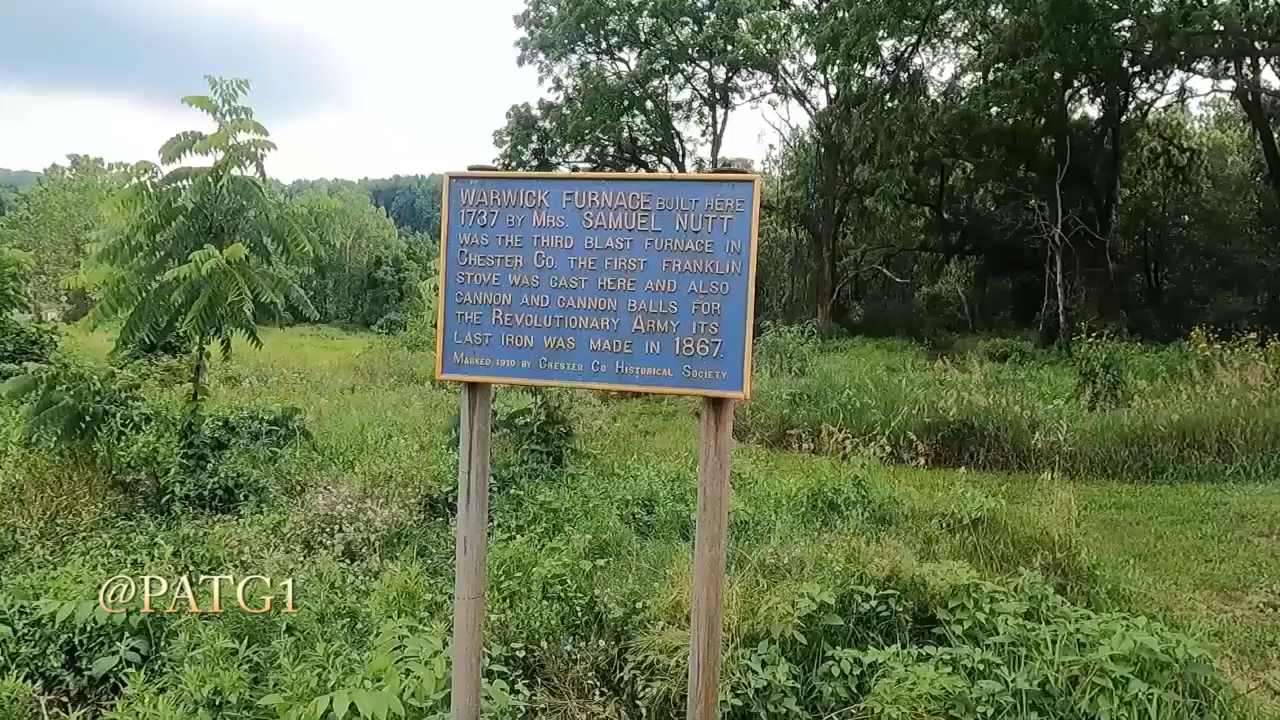 WARWICK FURNACE BUILT HERE
1737 BY MRS. SAMUEL NUTT
WAS THE THIRD BLAST FURNACE IN
CHESTER CO. THE FIRST FRANKLIN
STOVE WAS CAST HERE AND ALSO
CANNON AND CANNON BALLS FOR
THE REVOLUTIONARY ARMY ITS
LAST IRON WAS MADE IN 1867.
MARKED 1910 BY CHESTER CO HISTORICAL SOCIETY
@PATG1